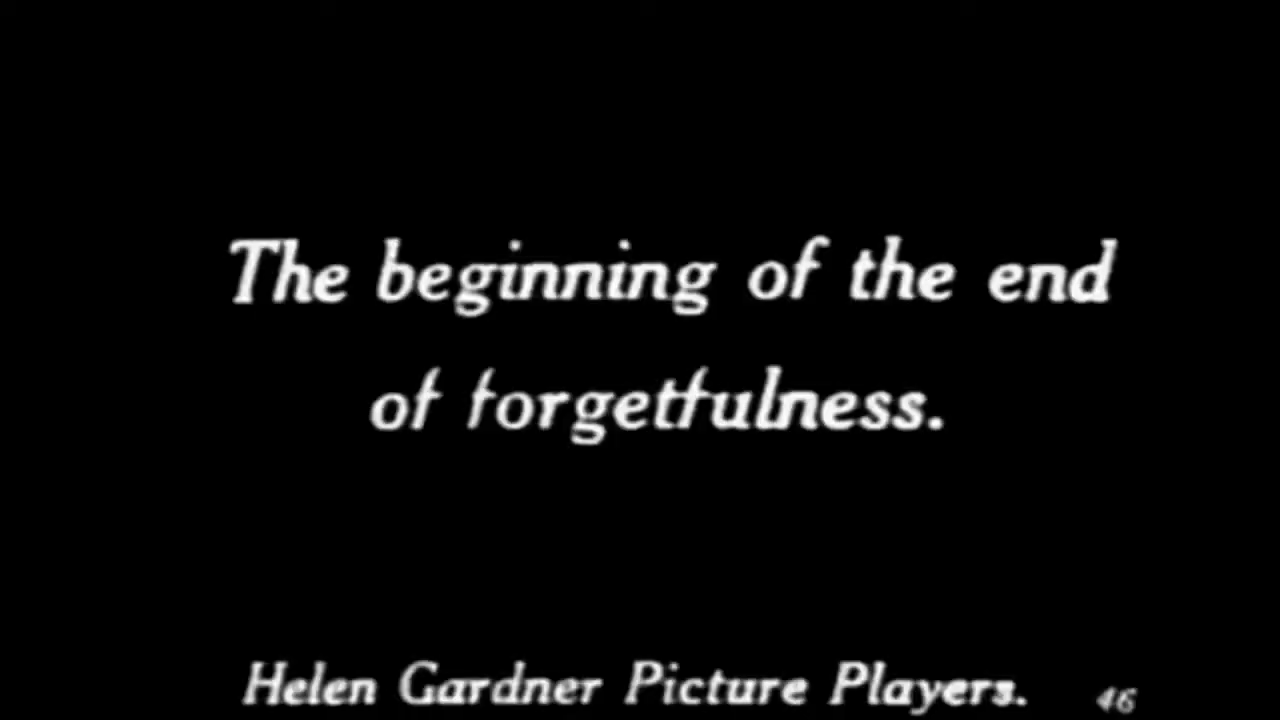 The beginning of the end
of forgetfulness.
Helen Gardner Picture Players. 46